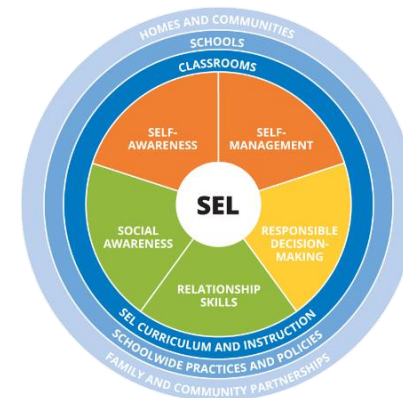 HOMES AND COMMUNITIES
SCHOOLS
CLASSROOMS
SELF-
AWARENESS
SELF-
MANAGEMENT
SEL
SOCIAL
AWARENESS
RESPONSIBLE
DECISION-
MAKING
RELATIONSHIP
SKILLS
SEL CURRICULUM AND INSTRUCTION
SCHOOLWIDE PRACTICES AND POLICIES
FAMILY AND COMMUNITY PARTNERSHIPS